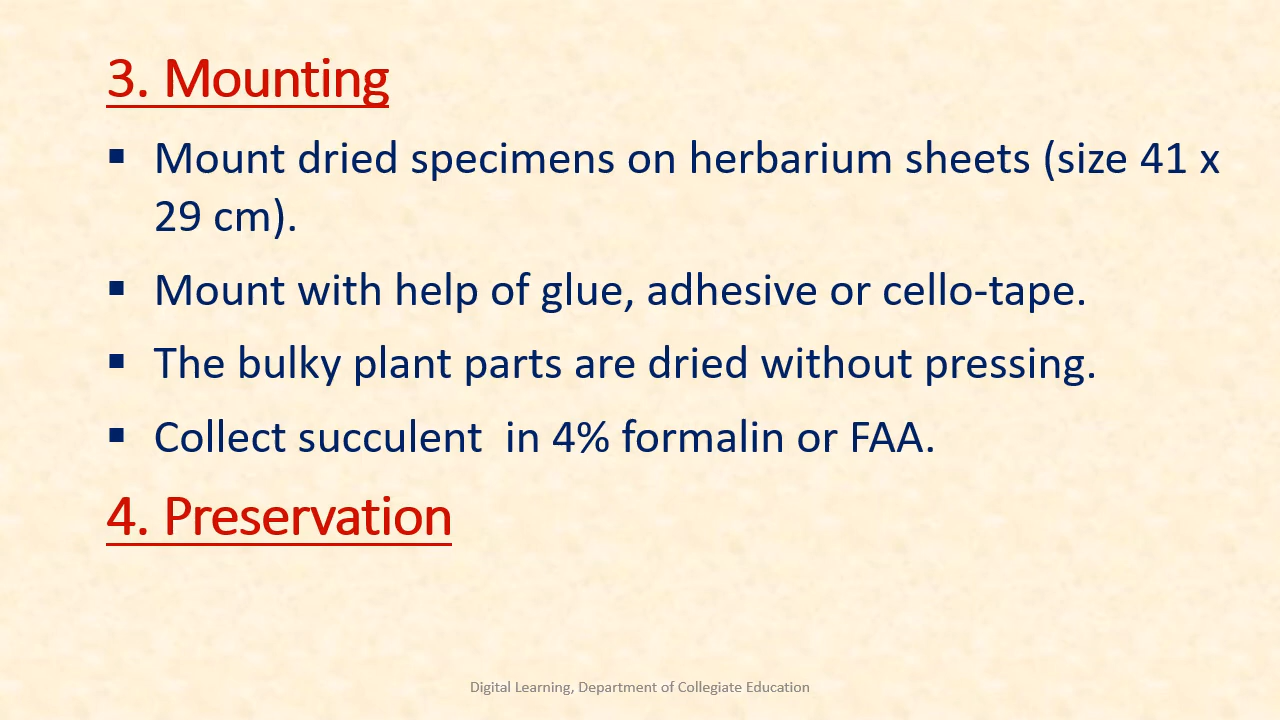 3. Mounting
▪ Mount dried specimens on herbarium sheets (size 41 x
29 cm).
▪ Mount with help of glue, adhesive or cello-tape.
▪ The bulky plant parts are dried without pressing.
▪ Collect succulent  in 4% formalin or FAA.
4. Preservation
Digital Learning, Department of Collegiate Education